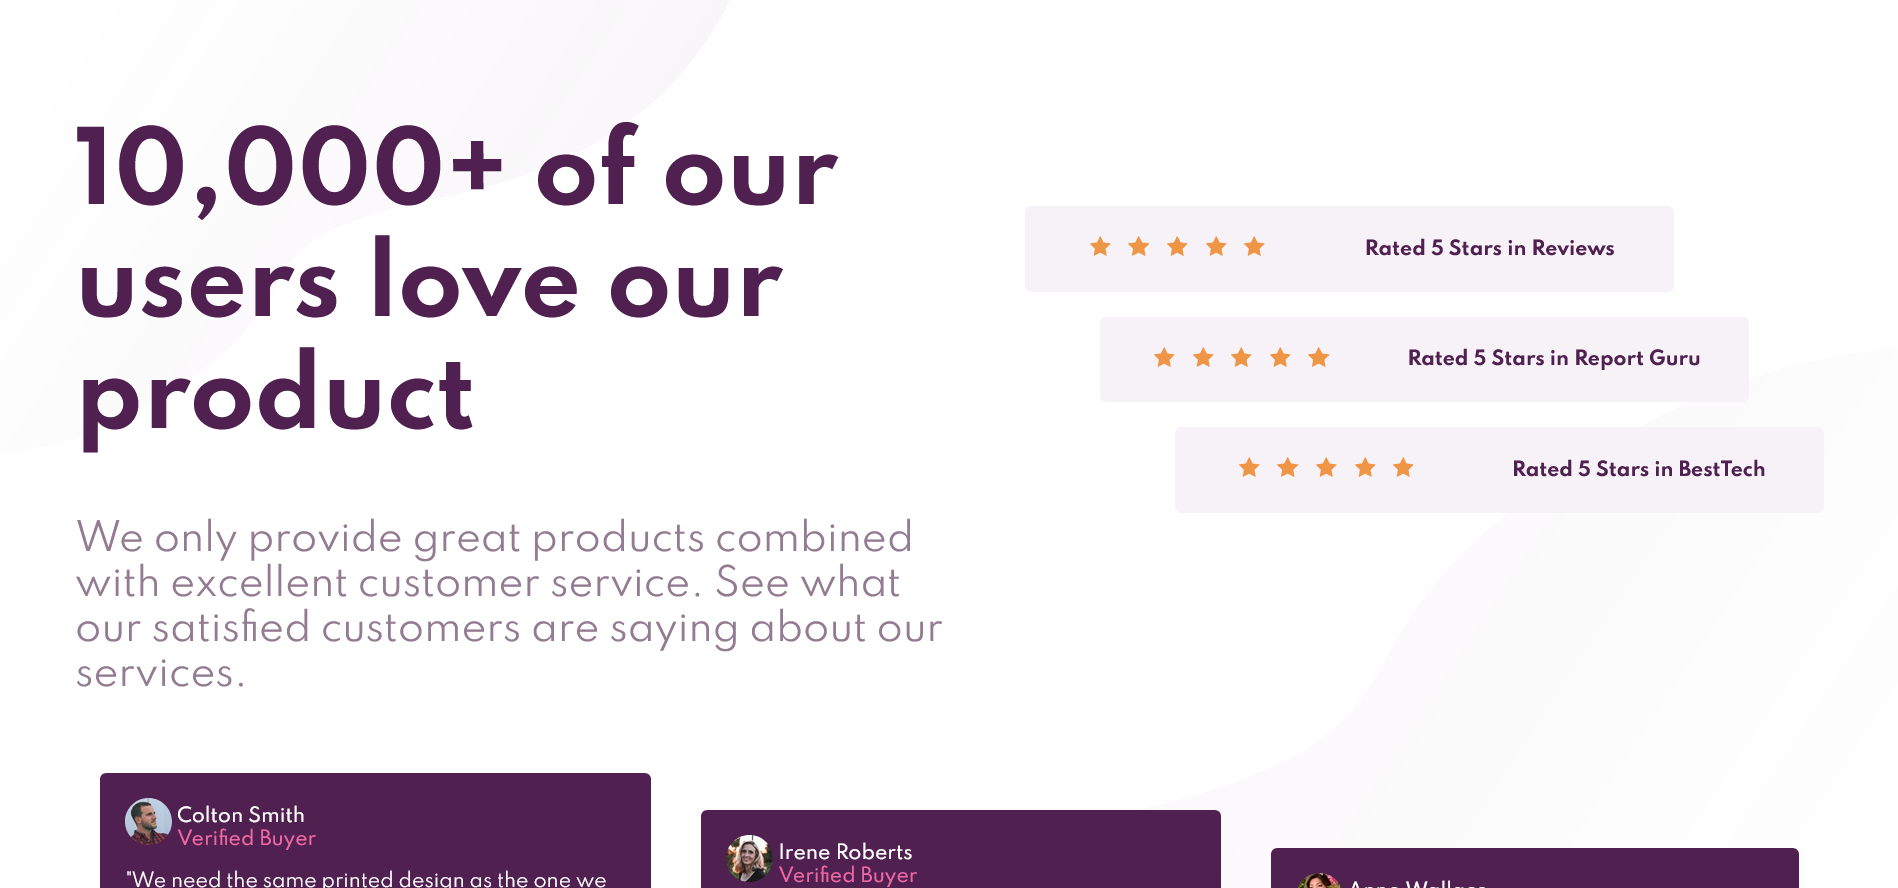 10,000+ of our
users love our
product
We only provide great products combined
with excellent customer service. See what
our satisfied customers are saying about our
services.
Rated 5 Stars in Reviews
Rated 5 Stars in Report Guru
Rated 5 Stars in BestTech
Colton Smith
Verified Buyer
"We need the same printed design as the one we
Irene Roberts
Verified Buyer
Anne Wallace